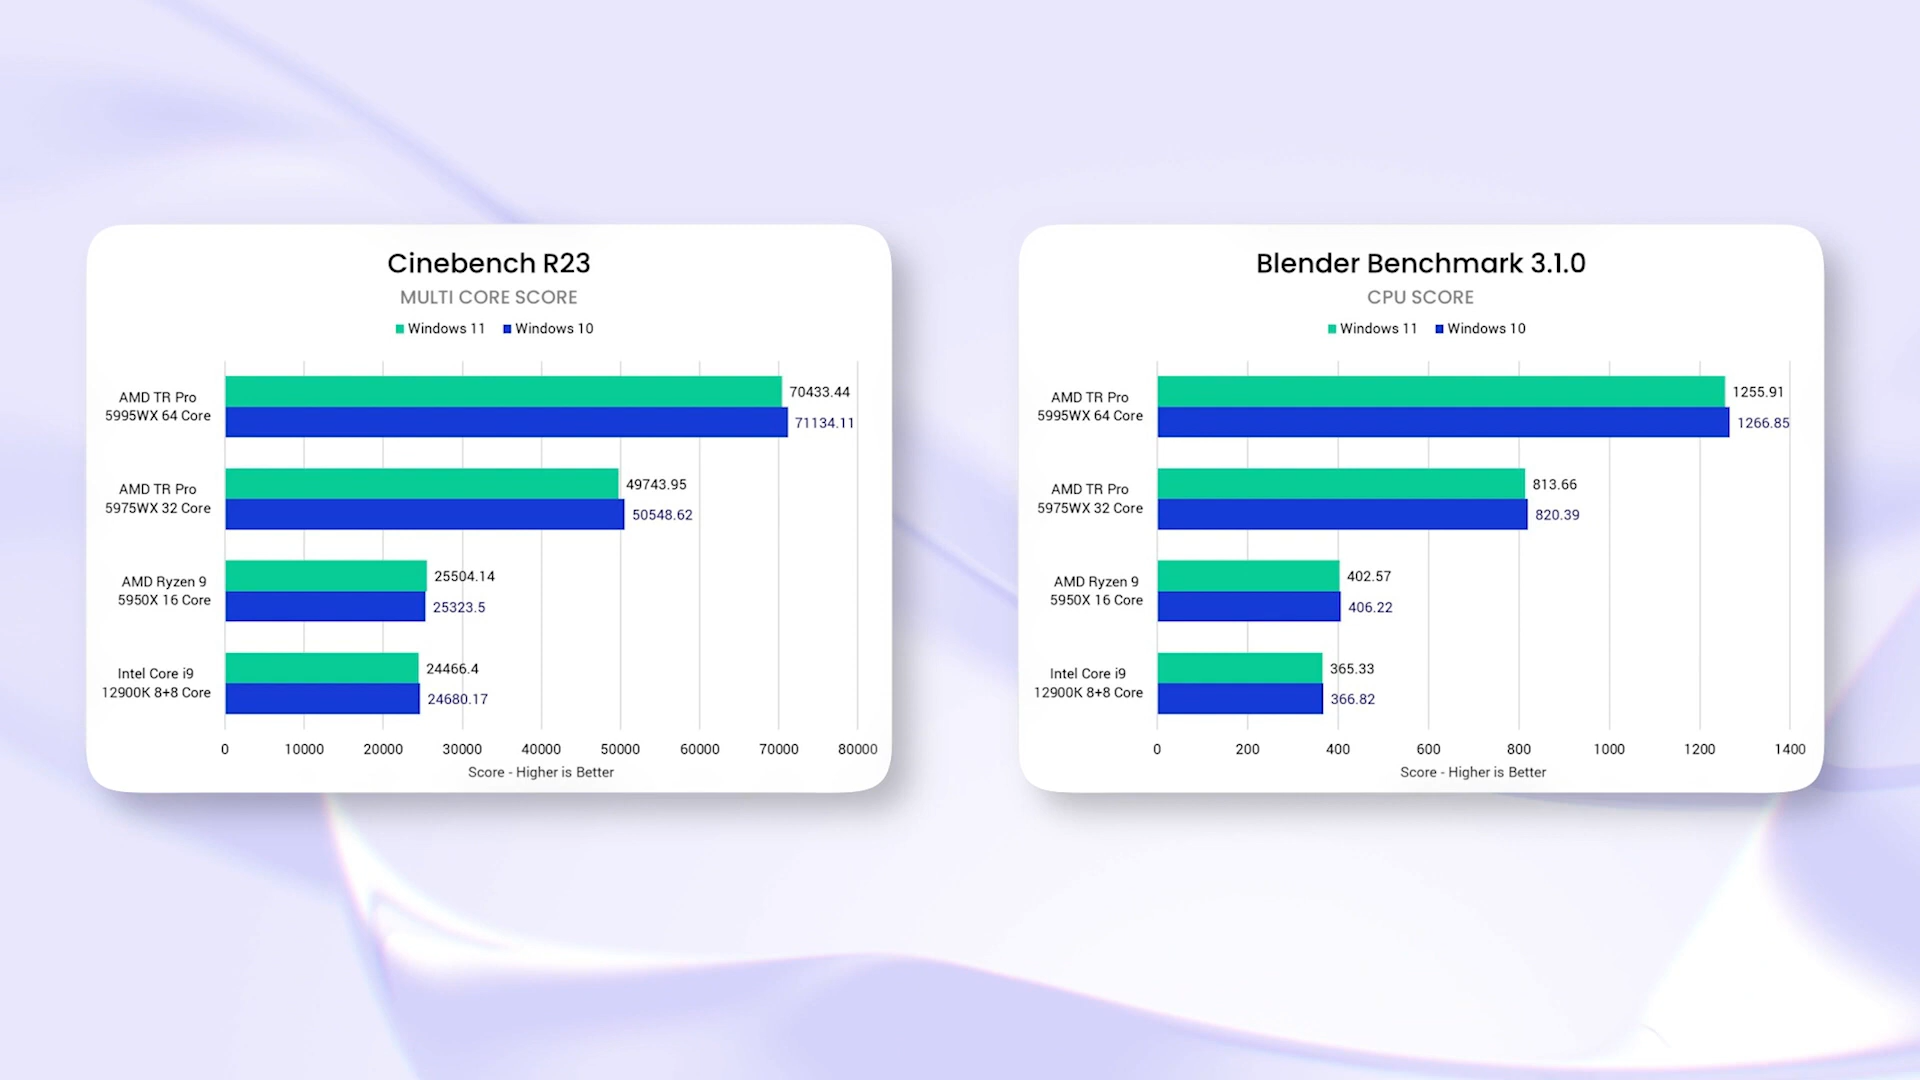 Cinebench R23
MULTI CORE SCORE
Windows 11 Windows 10
AMD TR Pro
5995WX 64 Core
70433.44
71134.11
AMD TR Pro
5975WX 32 Core
49743.95
50548.62
AMD Ryzen 9
5950X 16 Core
25504.14
25323.5
Intel Core i9
12900K 8+8 Core
24466.4
24680.17
0 10000 20000 30000 40000 50000 60000 70000 80000
Score - Higher is Better
Blender Benchmark 3.1.0
CPU SCORE
Windows 11 Windows 10
AMD TR Pro
5995WX 64 Core
1255.91
1266.85
AMD TR Pro
5975WX 32 Core
813.66
820.39
AMD Ryzen 9
5950X 16 Core
402.57
406.22
Intel Core i9
12900K 8+8 Core
365.33
366.82
0 200 400 600 800 1000 1200 1400
Score - Higher is Better